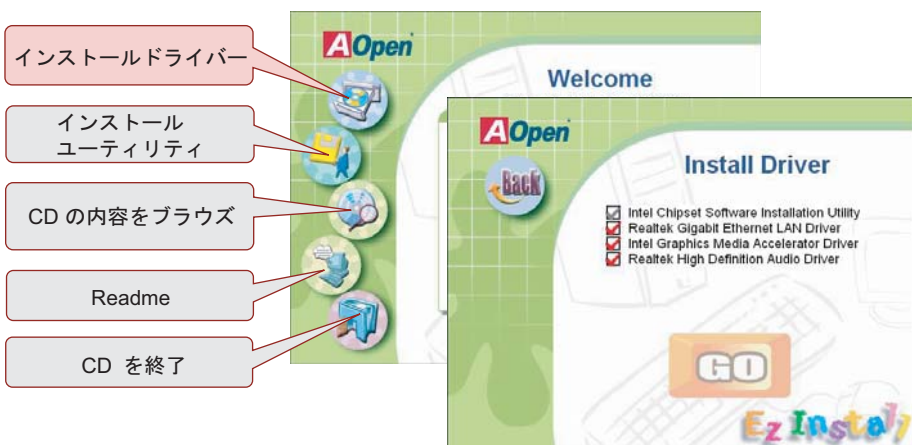 インストールドライバー
インストール
ユーティリティ
CD の内容をブラウズ
Readme
CD を終了
AOpen
Welcome
AOpen
Back
Install Driver
Intel Chipset Software Installation Utility
Realtek Gigabit Ethernet LAN Driver
Intel Graphics Media Accelerator Driver
Realtek High Definition Audio Driver
GO
Ez Install